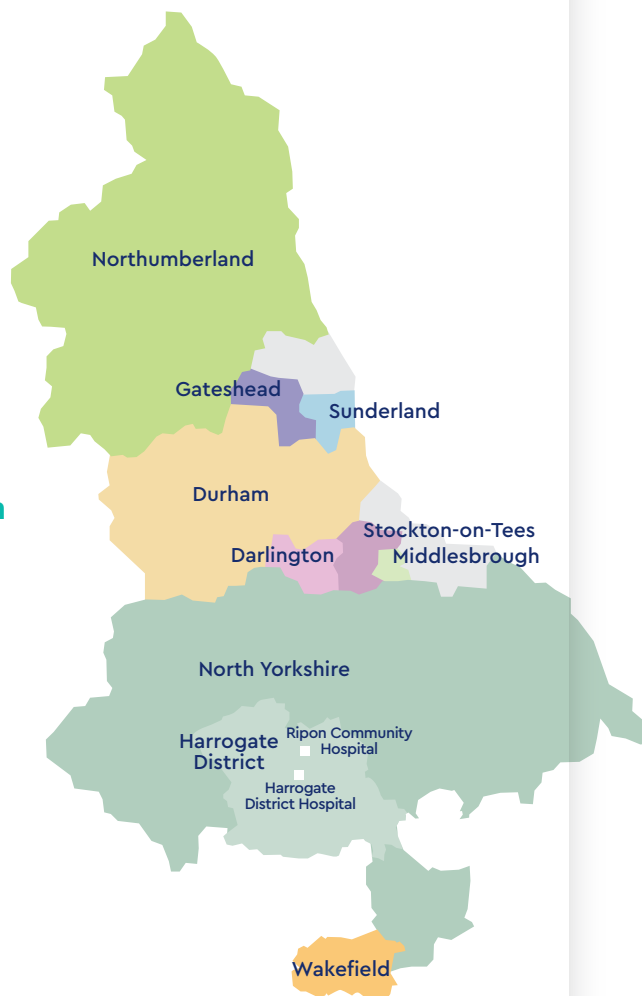 Northumberland
Gateshead
Sunderland
Durham
Stockton-on-Tees
Darlington
Middlesbrough
North Yorkshire
Harrogate
District
Ripon Community
Hospital
Harrogate
District Hospital
Wakefield